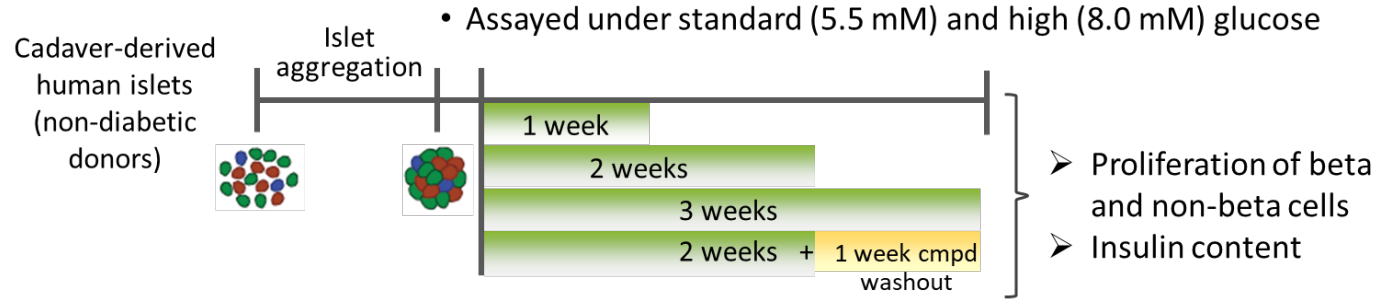 • Assayed under standard (5.5 mM) and high (8.0 mM) glucose
Cadaver-derived
human islets
(non-diabetic
donors)
Islet
aggregation
1 week
2 weeks
3 weeks
2 weeks + 1 week cmpd
washout
➢ Proliferation of beta
and non-beta cells
➢ Insulin content